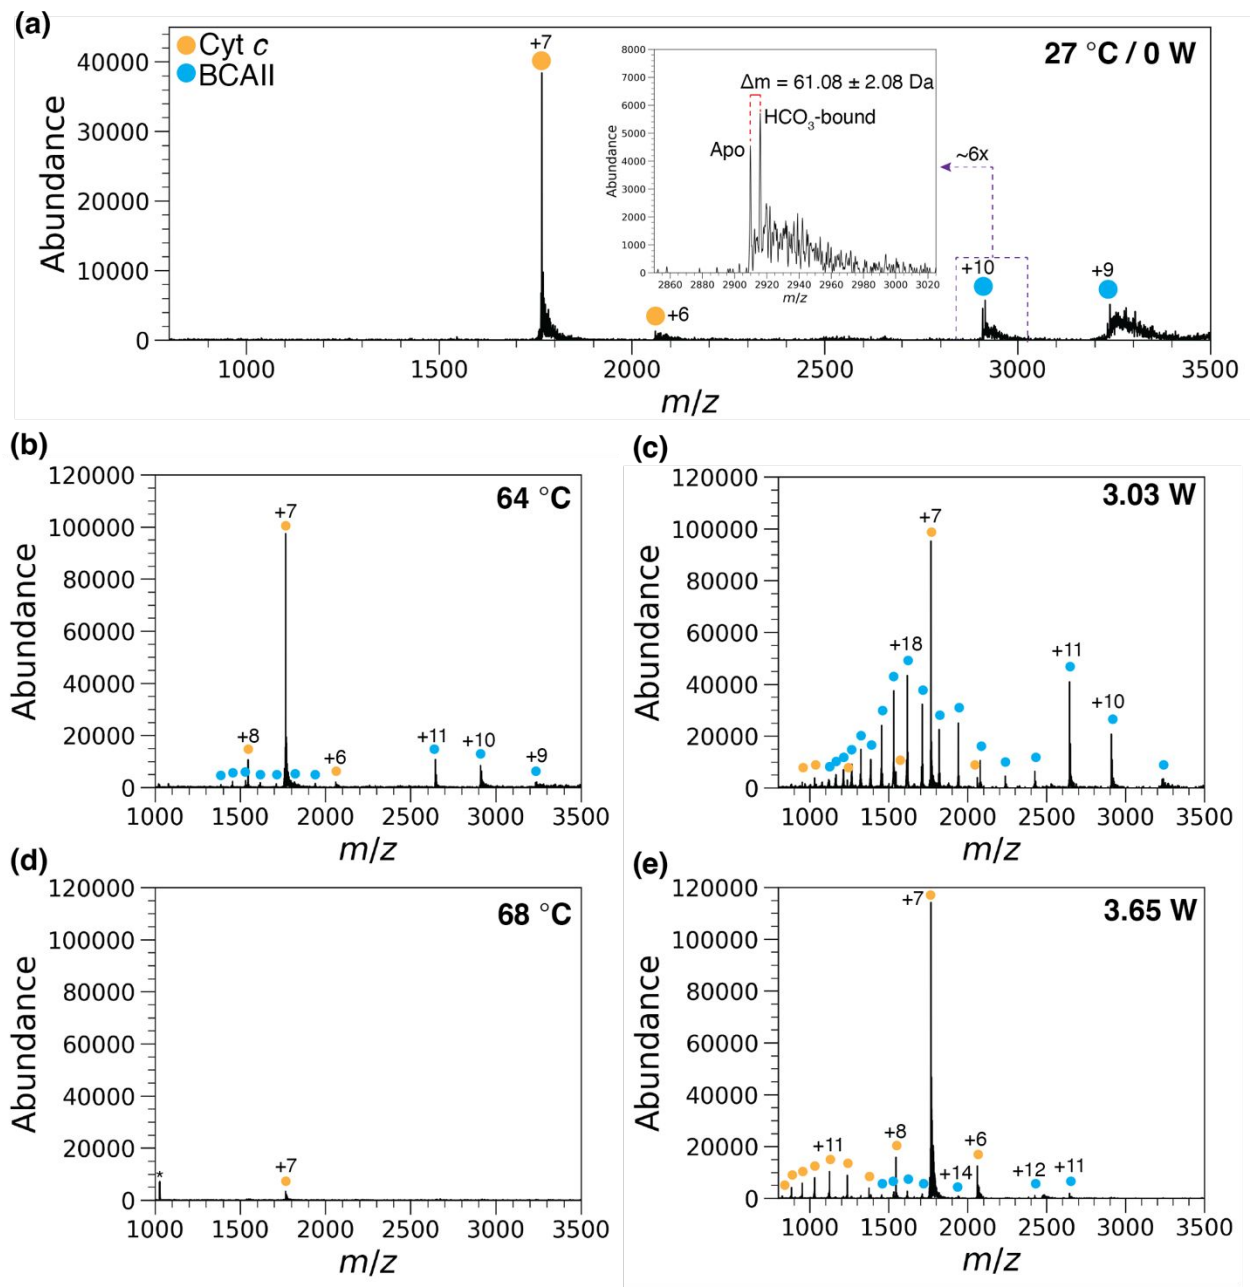 (a)
Cyt c
BCAII
+7
27 °C / 0 W
Δm = 61.08 ± 2.08 Da
HCO₃-bound
Apo
~6x
8000
7000
6000
5000
4000
3000
2000
1000
0
Abundance
2860 2880 2900 2920 2940 2960 2980 3000 3020
m/z
+6
+10
+9
40000
30000
20000
10000
0
Abundance
1000 1500 2000 2500 3000 3500
m/z
(b)
64 °C
+7
+8
+6
+11
+10
+9
120000
100000
80000
60000
40000
20000
0
Abundance
1000 1500 2000 2500 3000 3500
m/z
(c)
3.03 W
+7
+18
+11
+10
120000
100000
80000
60000
40000
20000
0
Abundance
1000 1500 2000 2500 3000 3500
m/z
(d)
68 °C
*
+7
120000
100000
80000
60000
40000
20000
0
Abundance
1000 1500 2000 2500 3000 3500
m/z
(e)
3.65 W
+7
+11
+8
+6
+14
+12
+11
120000
100000
80000
60000
40000
20000
0
Abundance
1000 1500 2000 2500 3000 3500
m/z